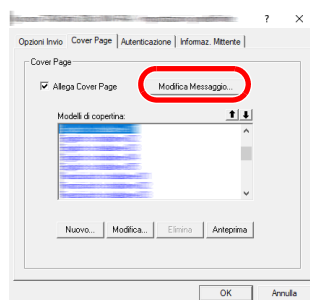 ? ×
Opzioni Invio Cover Page Autenticazione Informaz. Mittente
Cover Page
Allega Cover Page Modifica Messaggio...
Modelli di copertina:
Nuovo... Modifica... Elimina Anteprima
OK Annulla